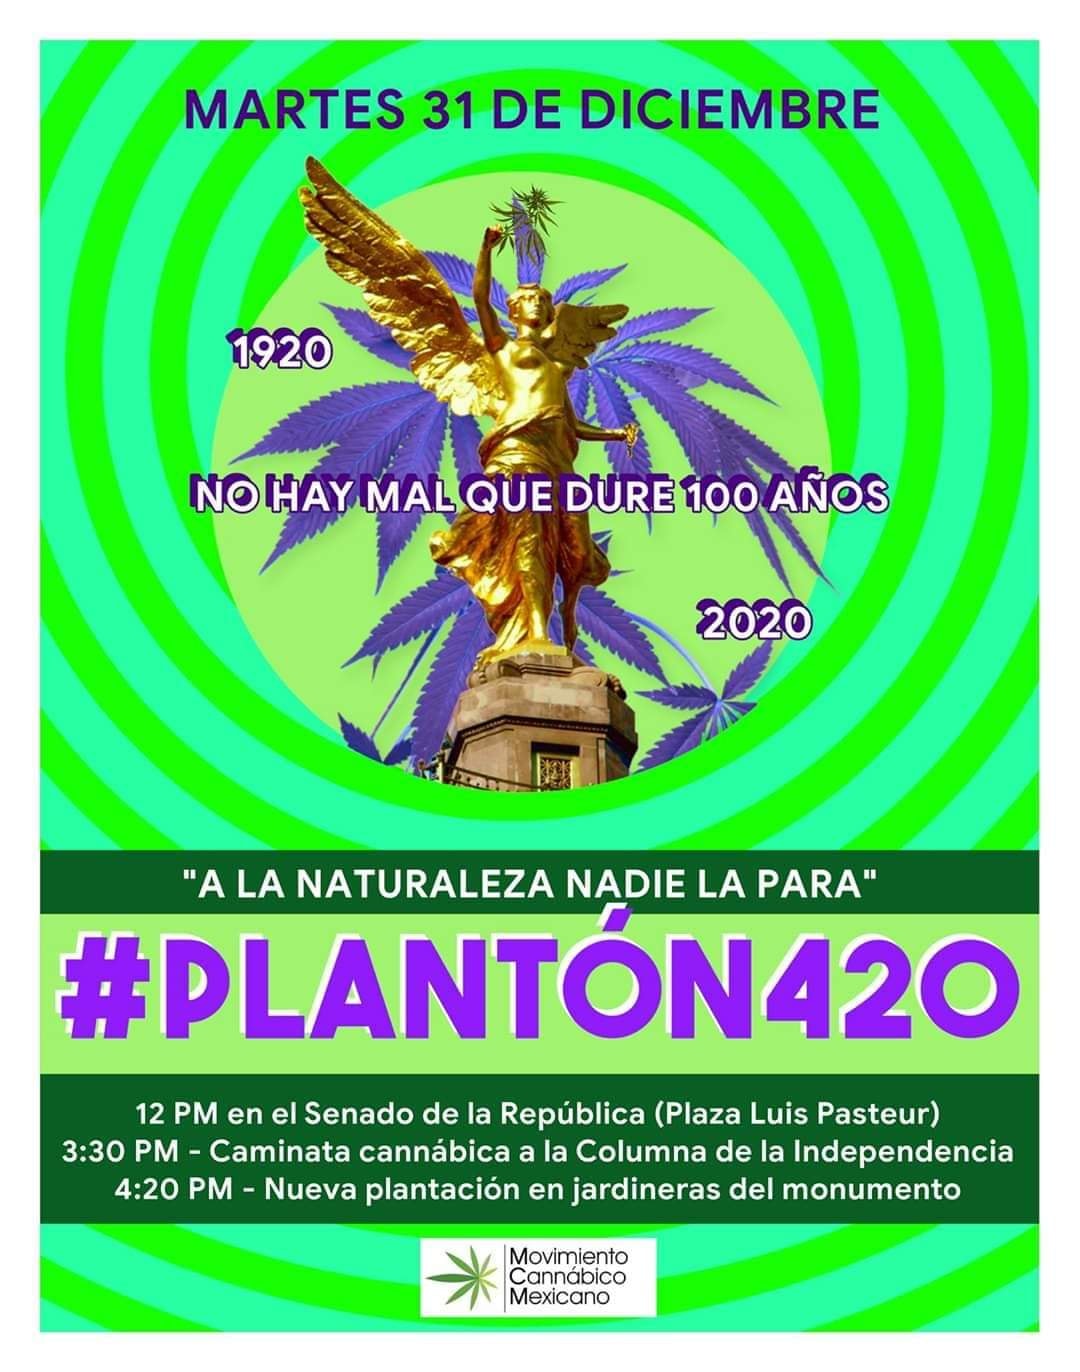 MARTES 31 DE DICIEMBRE
1920
NO HAY MAL QUE DURE 100 AÑOS
2020
"A LA NATURALEZA NADIE LA PARA"
#PLANTÓN420
12 PM en el Senado de la República (Plaza Luis Pasteur)
3:30 PM - Caminata cannábica a la Columna de la Independencia
4:20 PM - Nueva plantación en jardineras del monumento
Movimiento
Cannábico
Mexicano